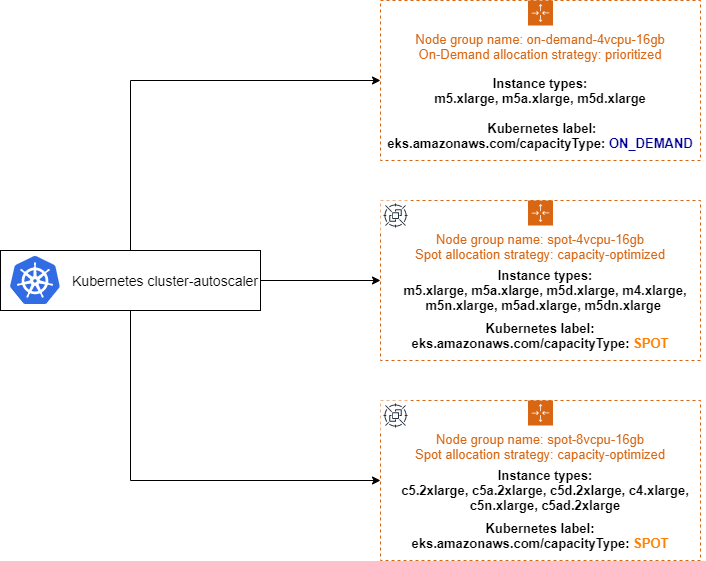 Node group name: on-demand-4vcpu-16gb
On-Demand allocation strategy: prioritized
Instance types:
m5.xlarge, m5a.xlarge, m5d.xlarge
Kubernetes label:
eks.amazonaws.com/capacityType: ON_DEMAND
Node group name: spot-4vcpu-16gb
Spot allocation strategy: capacity-optimized
Instance types:
m5.xlarge, m5a.xlarge, m5d.xlarge, m4.xlarge,
m5n.xlarge, m5ad.xlarge, m5dn.xlarge
Kubernetes label:
eks.amazonaws.com/capacityType: SPOT
Kubernetes cluster-autoscaler
Node group name: spot-8vcpu-16gb
Spot allocation strategy: capacity-optimized
Instance types:
c5.2xlarge, c5a.2xlarge, c5d.2xlarge, c4.xlarge,
c5n.xlarge, c5ad.2xlarge
Kubernetes label:
eks.amazonaws.com/capacityType: SPOT